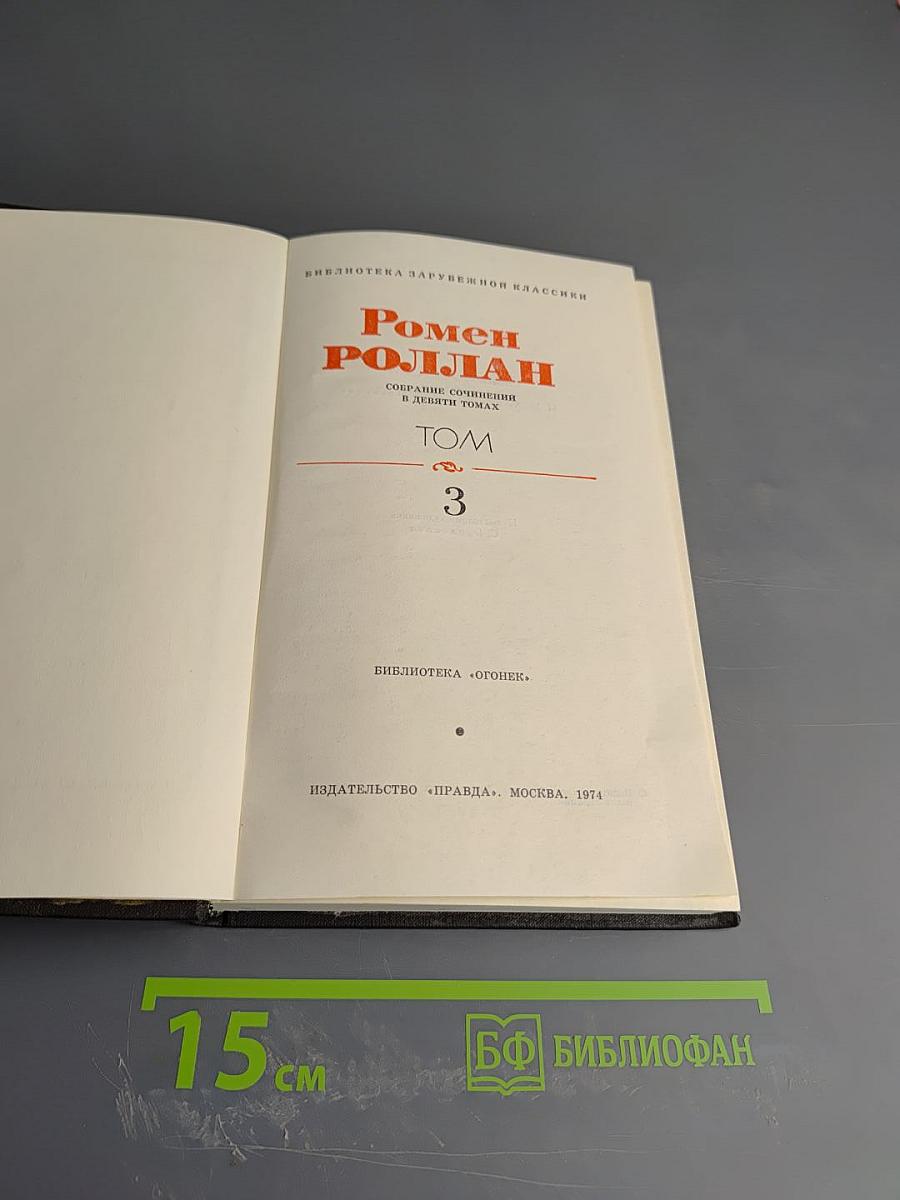 БИБЛИОТЕКА ЗАРУБЕЖНОЙ КЛАССИКИ
Ромен
РОЛЛАН
СОБРАНИЕ СОЧИНЕНИЙ
В ДЕВЯТИ ТОМАХ
ТОМ
3
БИБЛИОТЕКА «ОГОНЕК»
ИЗДАТЕЛЬСТВО «ПРАВДА». МОСКВА. 1974
15 см
БФ БИБЛИОФАН